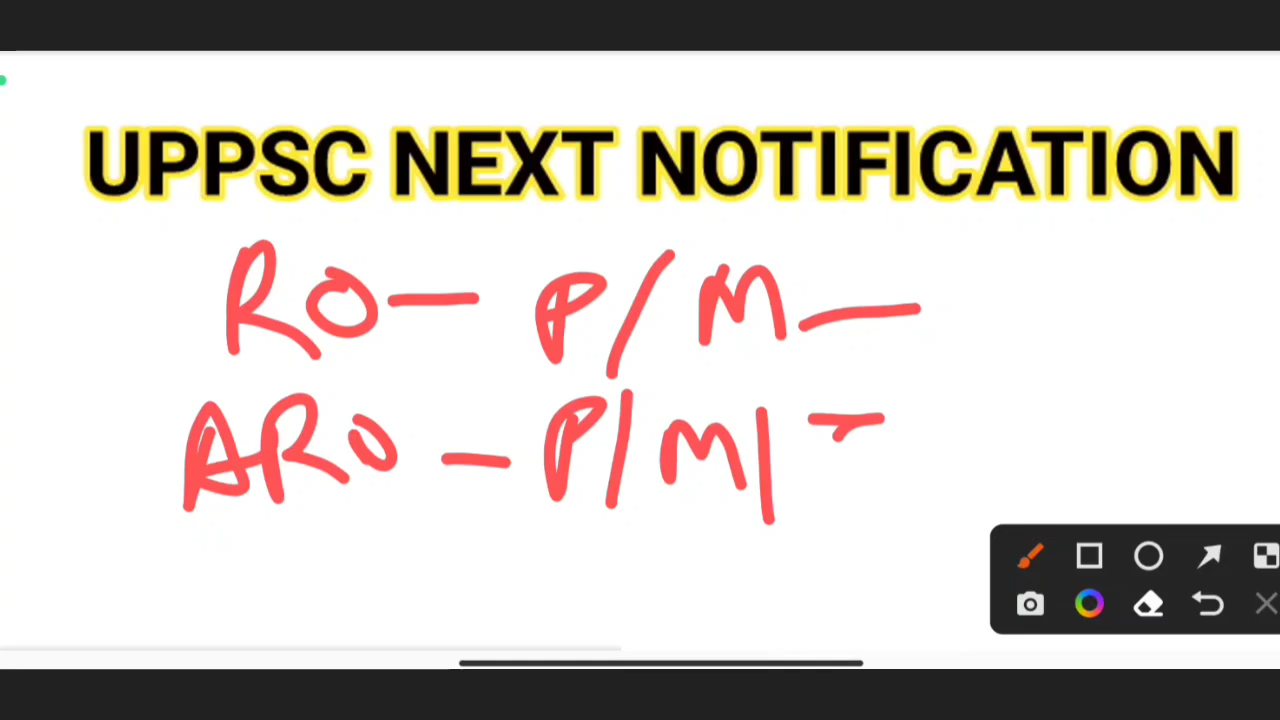 UPPSC NEXT NOTIFICATION
RO – P/M –
ARO – P/M/